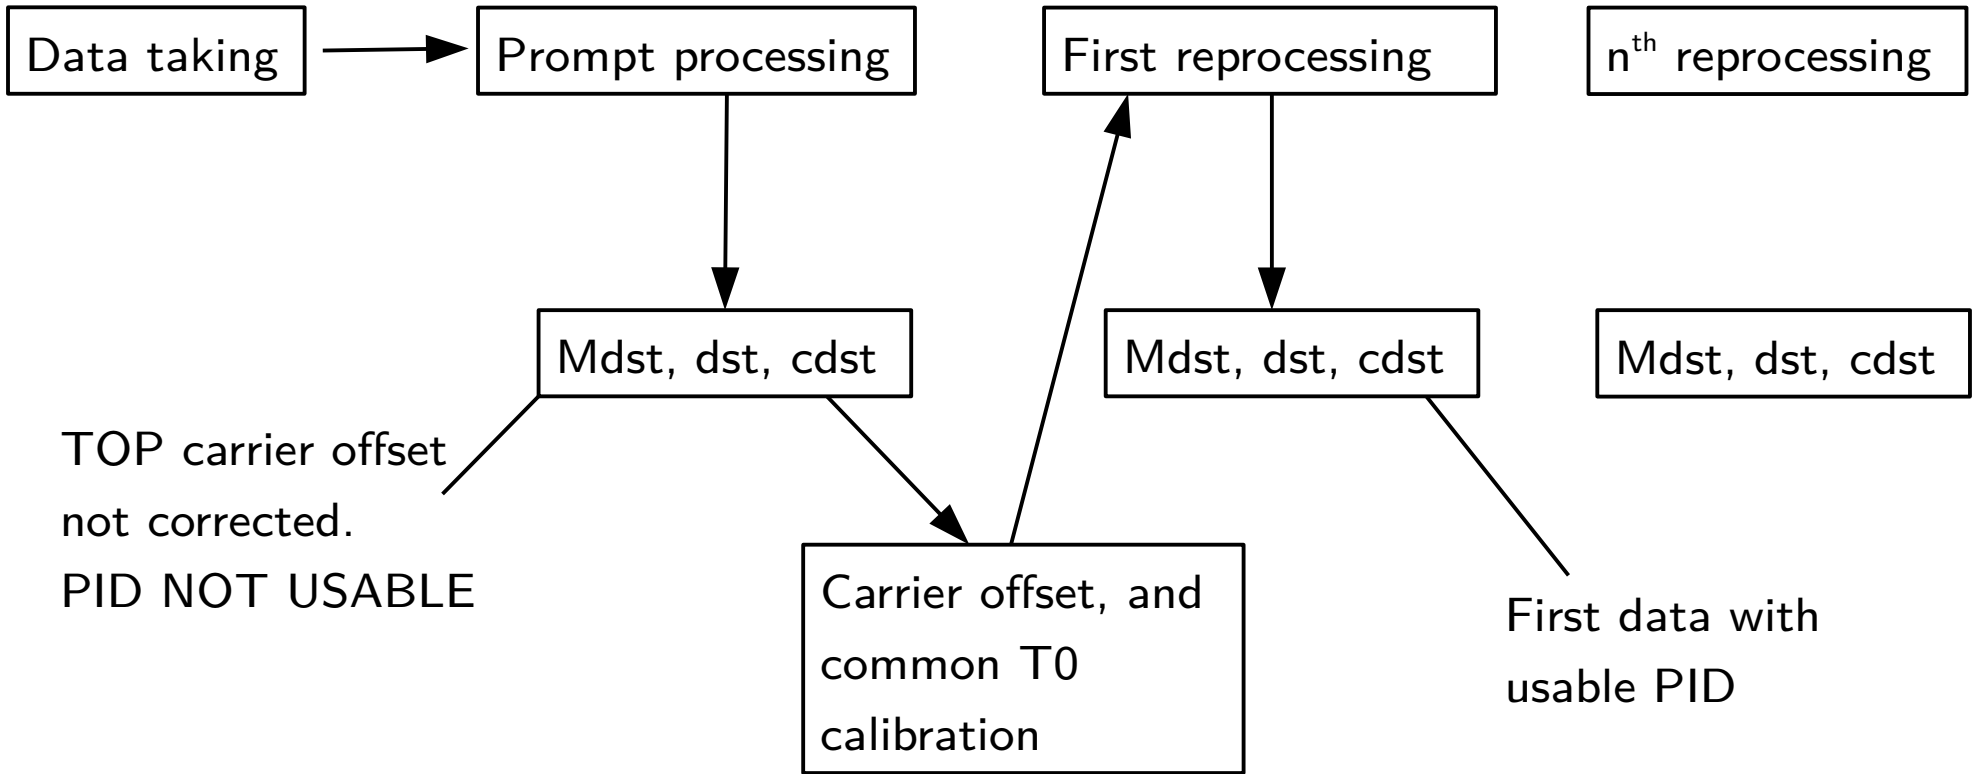 Data taking
Prompt processing
First reprocessing
nth reprocessing
Mdst, dst, cdst
Mdst, dst, cdst
Mdst, dst, cdst
TOP carrier offset
not corrected.
PID NOT USABLE
Carrier offset, and
common T0
calibration
First data with
usable PID